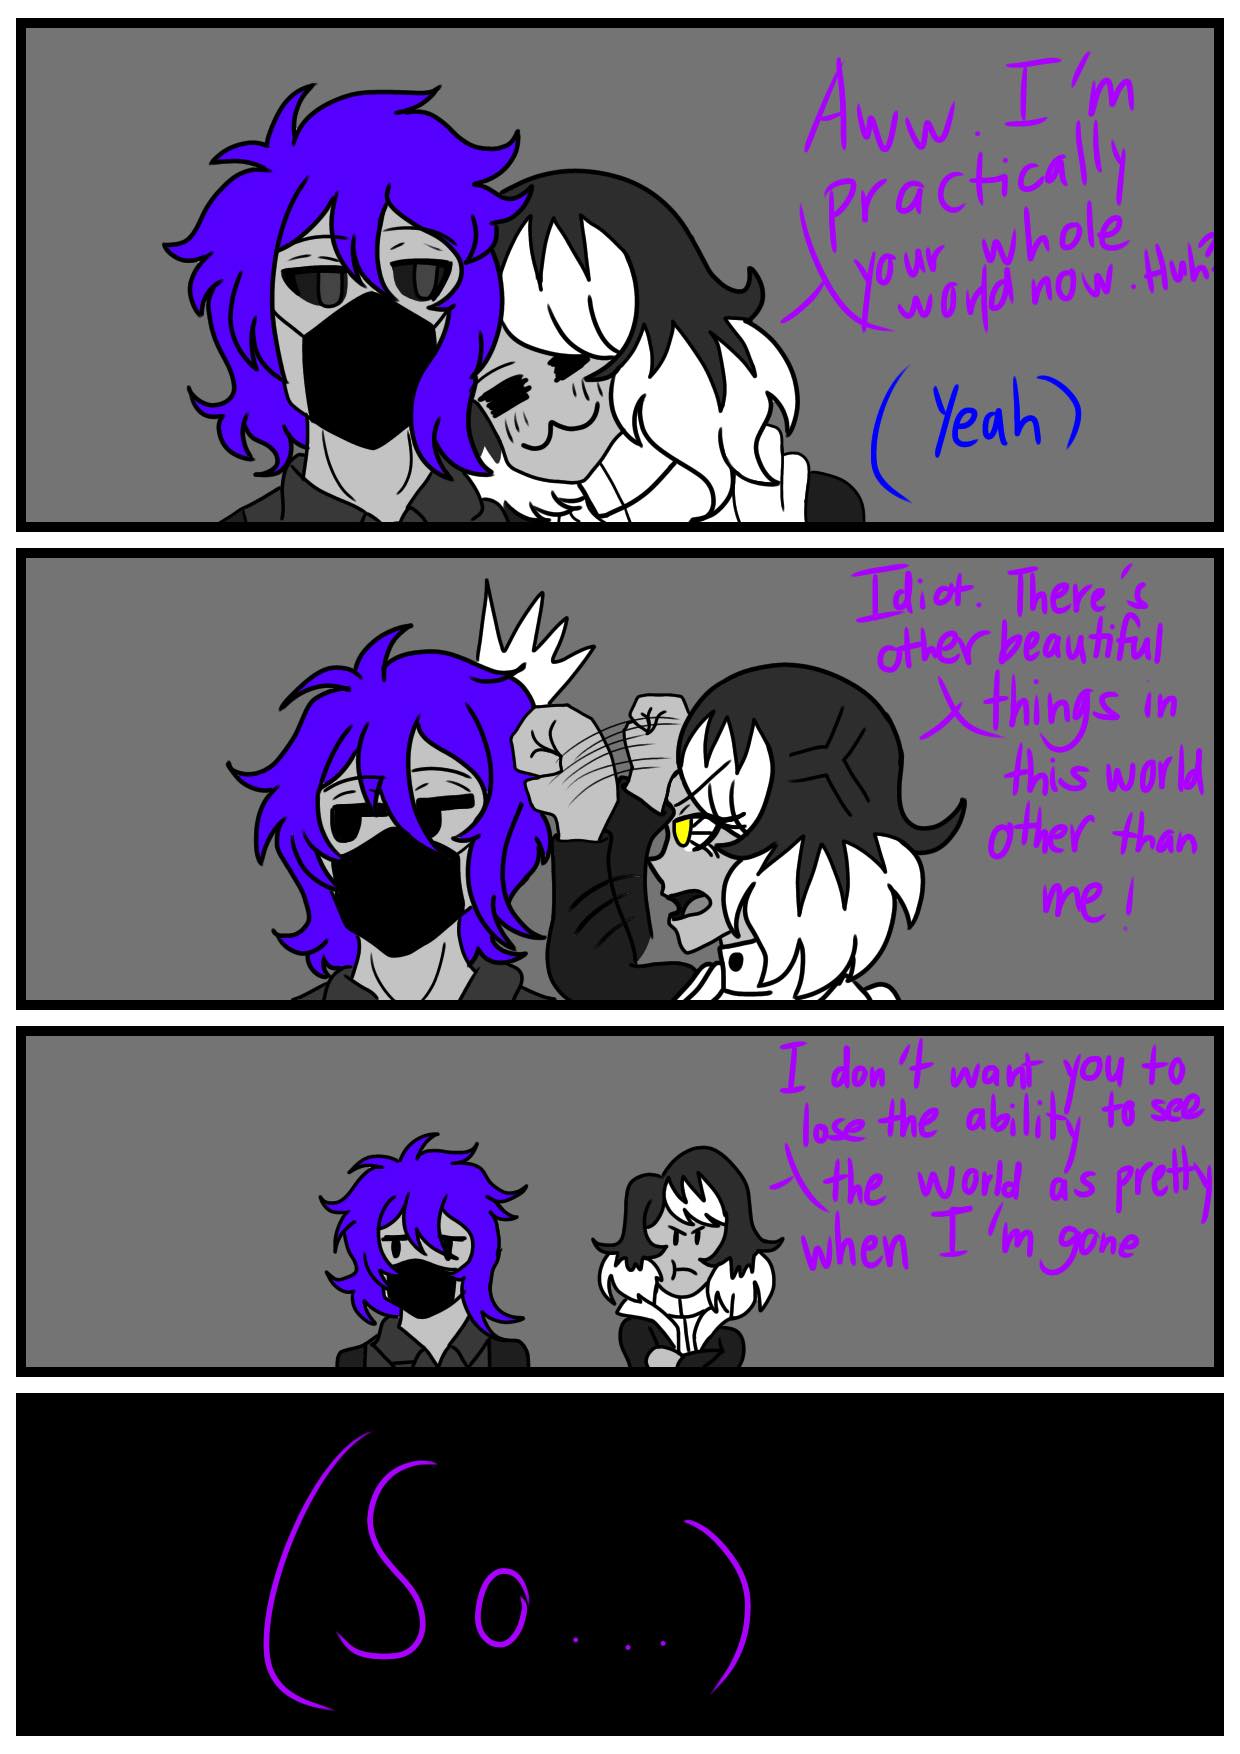 Aww. I'm
practically
your whole
world now. Huh?
(Yeah)
Idiot. There's
other beautiful
things in
this world
other than
me!
I don't want you to
lose the ability to see
the world as pretty
when I'm gone
(So...)